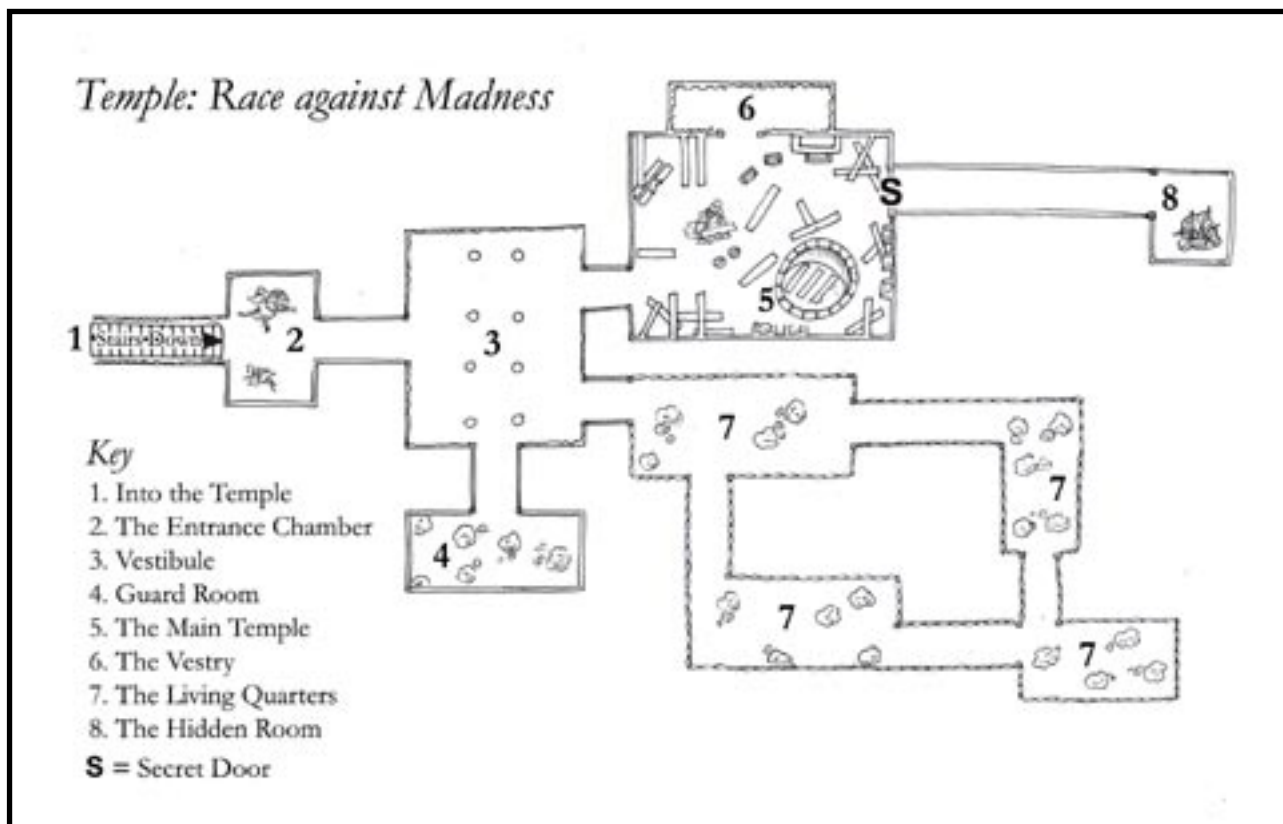 Temple: Race against Madness
6
S
8
5
1
Stairs Down
2
3
7
7
4
7
7
Key
1. Into the Temple
2. The Entrance Chamber
3. Vestibule
4. Guard Room
5. The Main Temple
6. The Vestry
7. The Living Quarters
8. The Hidden Room
S = Secret Door